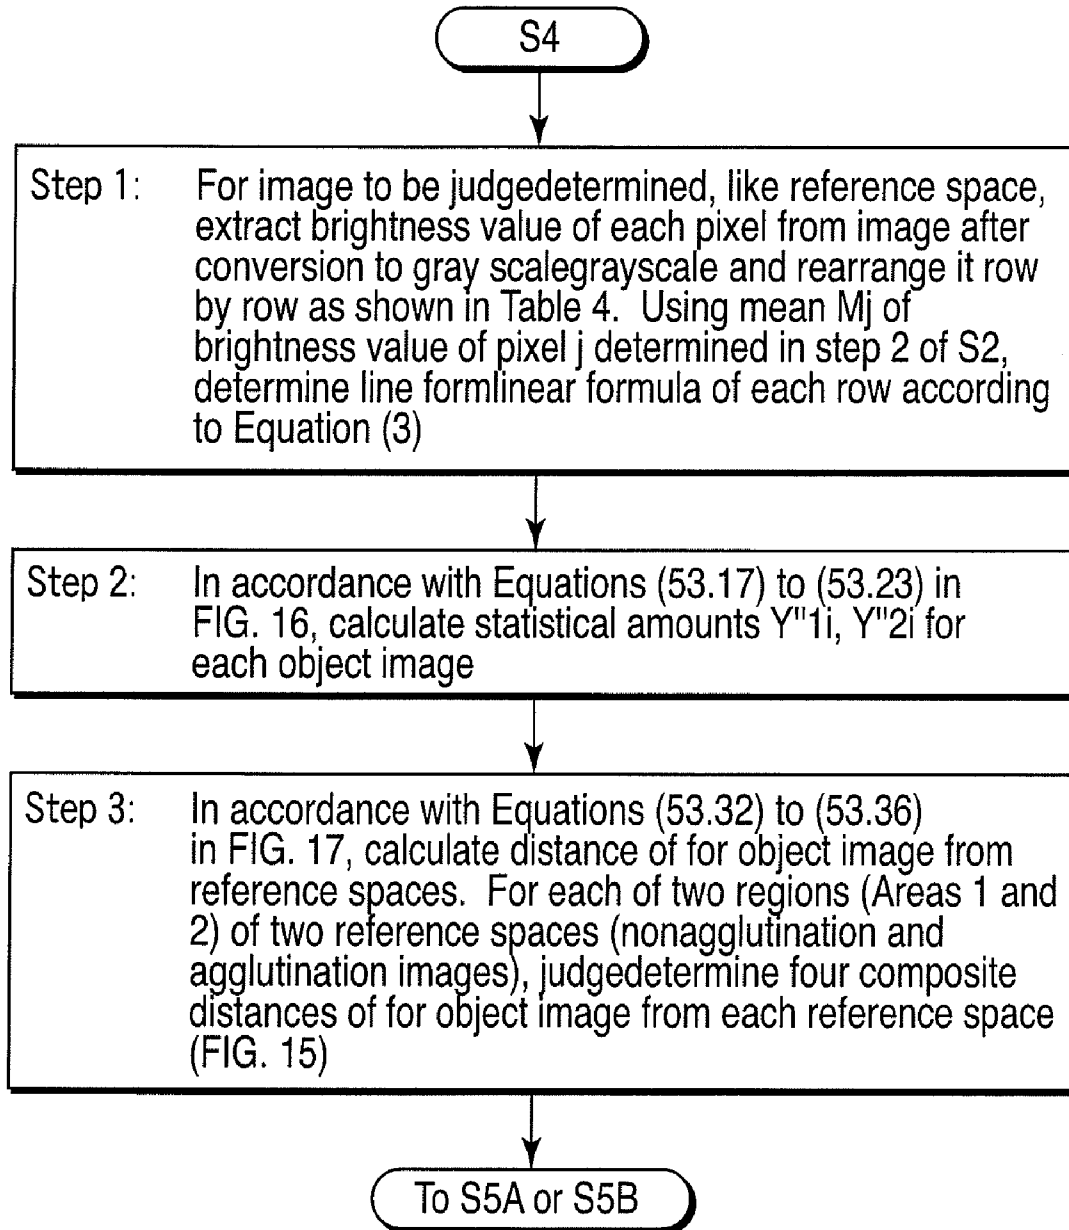 S4
Step 1: For image to be judgedetermined, like reference space,
extract brightness value of each pixel from image after
conversion to gray scalegrayscale and rearrange it row
by row as shown in Table 4. Using mean Mj of
brightness value of pixel j determined in step 2 of S2,
determine line formlinear formula of each row according
to Equation (3)
Step 2: In accordance with Equations (53.17) to (53.23) in
FIG. 16, calculate statistical amounts Y"1i, Y"2i for
each object image
Step 3: In accordance with Equations (53.32) to (53.36)
in FIG. 17, calculate distance of for object image from
reference spaces. For each of two regions (Areas 1 and
2) of two reference spaces (nonagglutination and
agglutination images), judgedetermine four composite
distances of for object image from each reference space
(FIG. 15)
To S5A or S5B